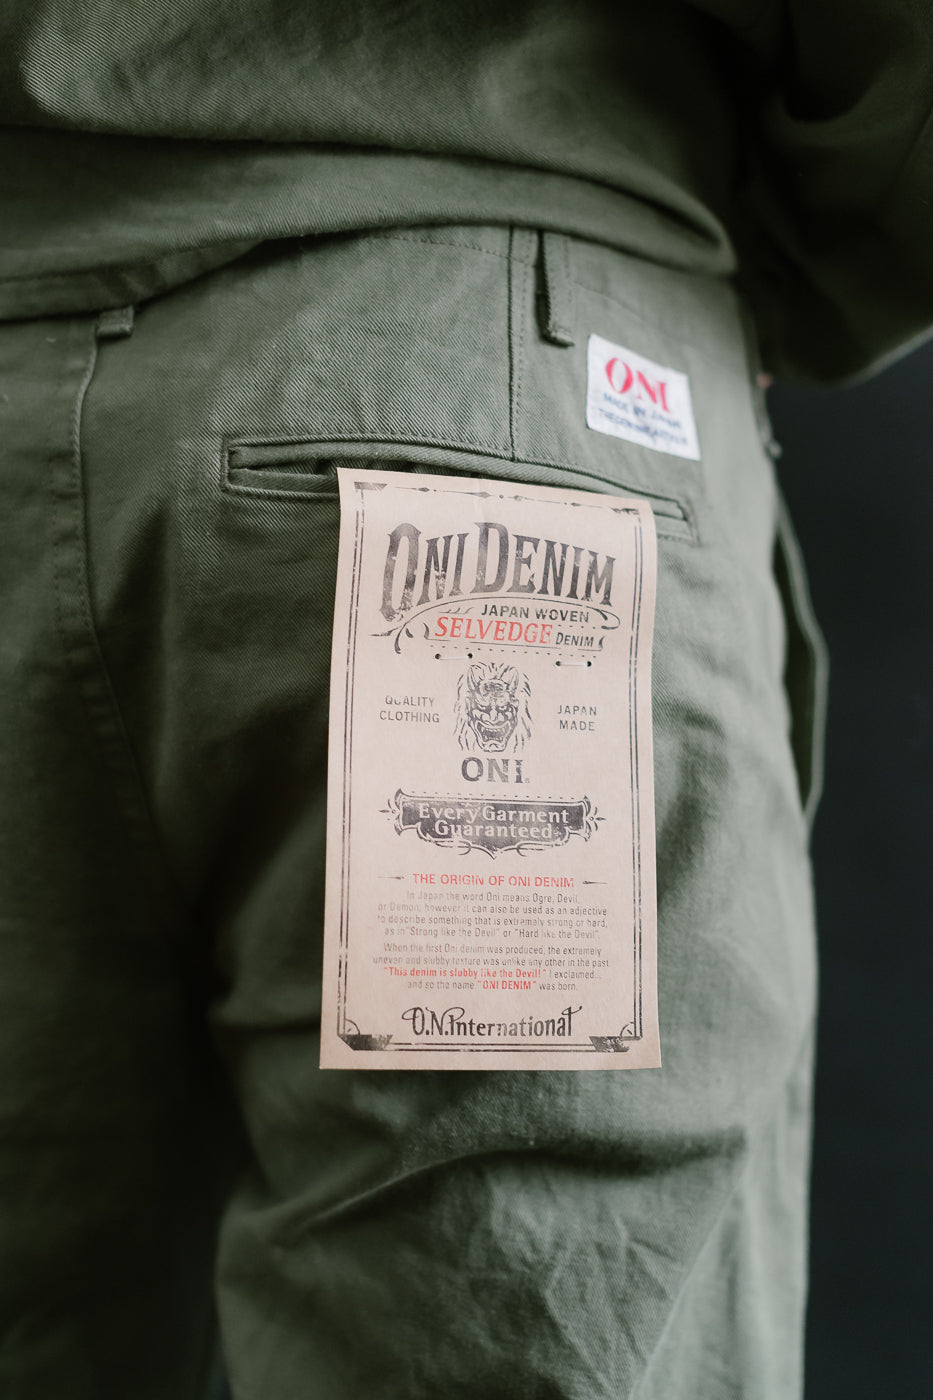 ONI
MADE BY JAPAN
ONI DENIM
JAPAN WOVEN
SELVEDGE DENIM
QUALITY
CLOTHING
JAPAN
MADE
ONI.
Every Garment
Guaranteed
THE ORIGIN OF ONI DENIM
In Japan the word Oni means Ogre, Devil,
or Demon, however it can also be used as an adjective
to describe something that is extremely strong or hard,
as in "Strong like the Devil" or "Hard like the Devil".
When the first Oni denim was produced, the extremely
uneven and slubby texture was unlike any other in the past.
"This denim is slubby like the Devil!" I exclaimed...
and so the name "ONI DENIM" was born.
O.N.International